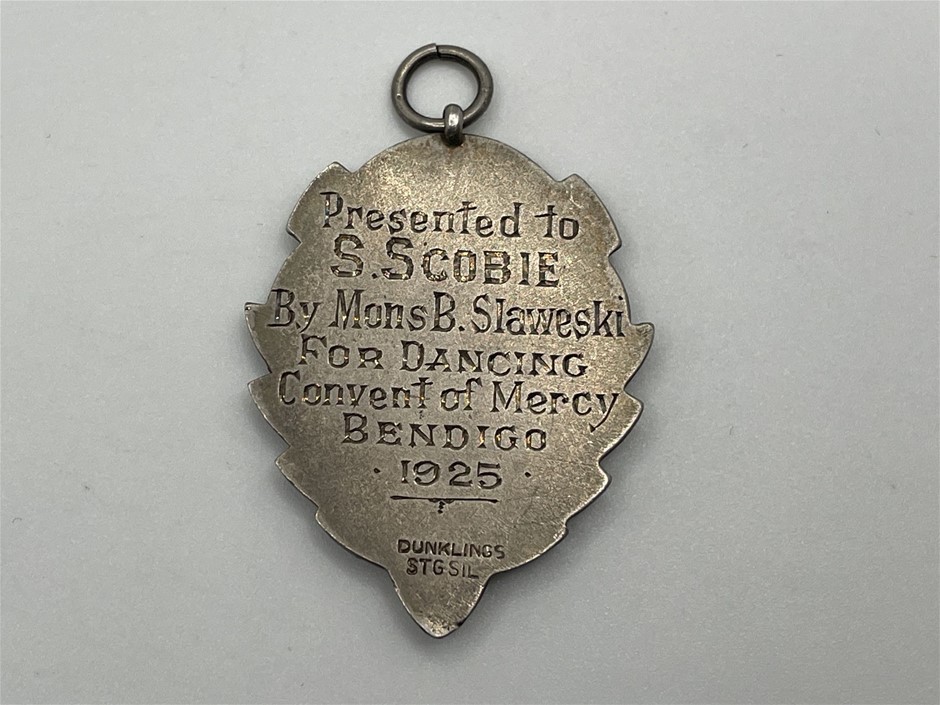 Presented to
S. SCOBIE
By Mons B. Slaweski
FOR DANCING
Convent of Mercy
BENDIGO
· 1925 ·
DUNKLINGS
STG SIL